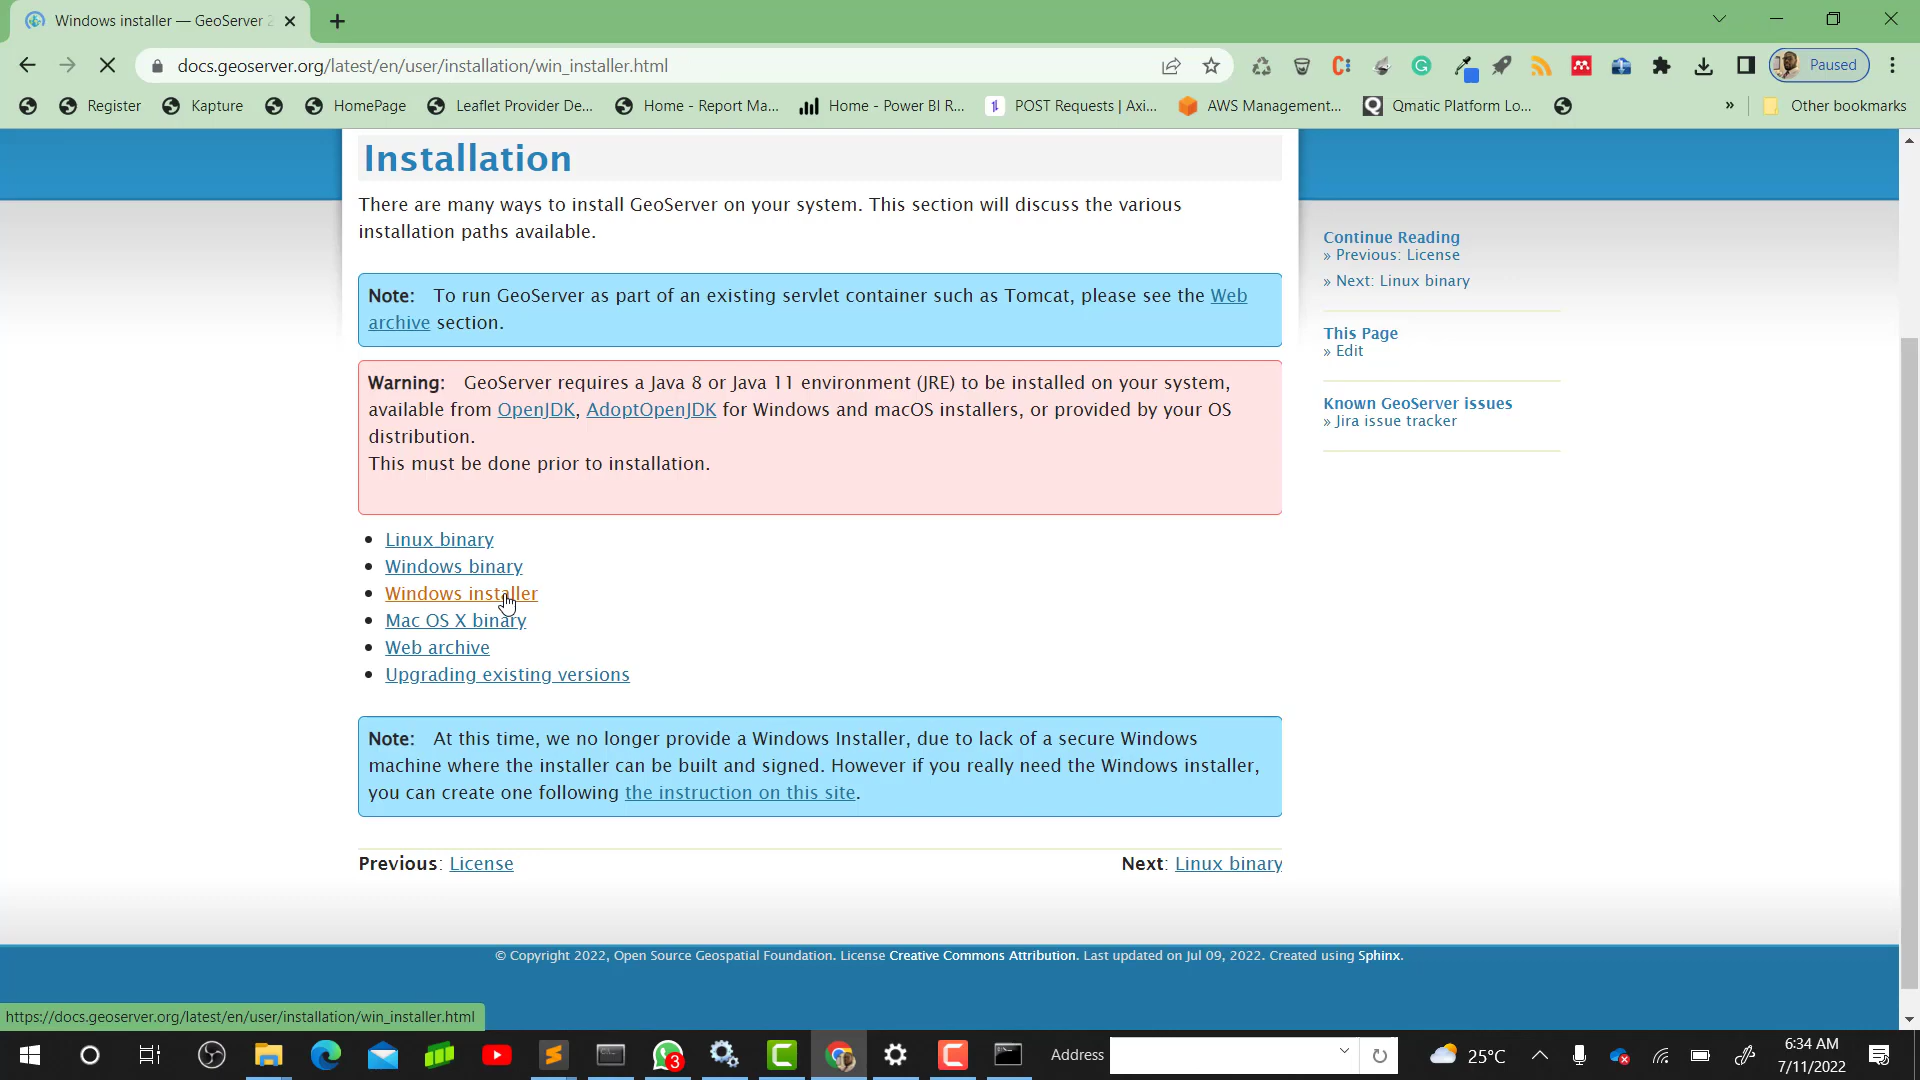 Windows installer — GeoServer 2
docs.geoserver.org/latest/en/user/installation/win_installer.html
Paused
Register
Kapture
HomePage
Leaflet Provider De...
Home - Report Ma...
Home - Power BI R...
POST Requests | Axi...
AWS Management...
Qmatic Platform Lo...
»
Other bookmarks
Installation
There are many ways to install GeoServer on your system. This section will discuss the various
installation paths available.
Note: To run GeoServer as part of an existing servlet container such as Tomcat, please see the Web
archive section.
Warning: GeoServer requires a Java 8 or Java 11 environment (JRE) to be installed on your system,
available from OpenJDK, AdoptOpenJDK for Windows and macOS installers, or provided by your OS
distribution.
This must be done prior to installation.
• Linux binary
• Windows binary
• Windows installer
• Mac OS X binary
• Web archive
• Upgrading existing versions
Note: At this time, we no longer provide a Windows Installer, due to lack of a secure Windows
machine where the installer can be built and signed. However if you really need the Windows installer,
you can create one following the instruction on this site.
Previous: License
Next: Linux binary
Continue Reading
» Previous: License
» Next: Linux binary
This Page
» Edit
Known GeoServer issues
» Jira issue tracker
© Copyright 2022, Open Source Geospatial Foundation. License Creative Commons Attribution. Last updated on Jul 09, 2022. Created using Sphinx.
https://docs.geoserver.org/latest/en/user/installation/win_installer.html
3
Address
25°C
6:34 AM
7/11/2022